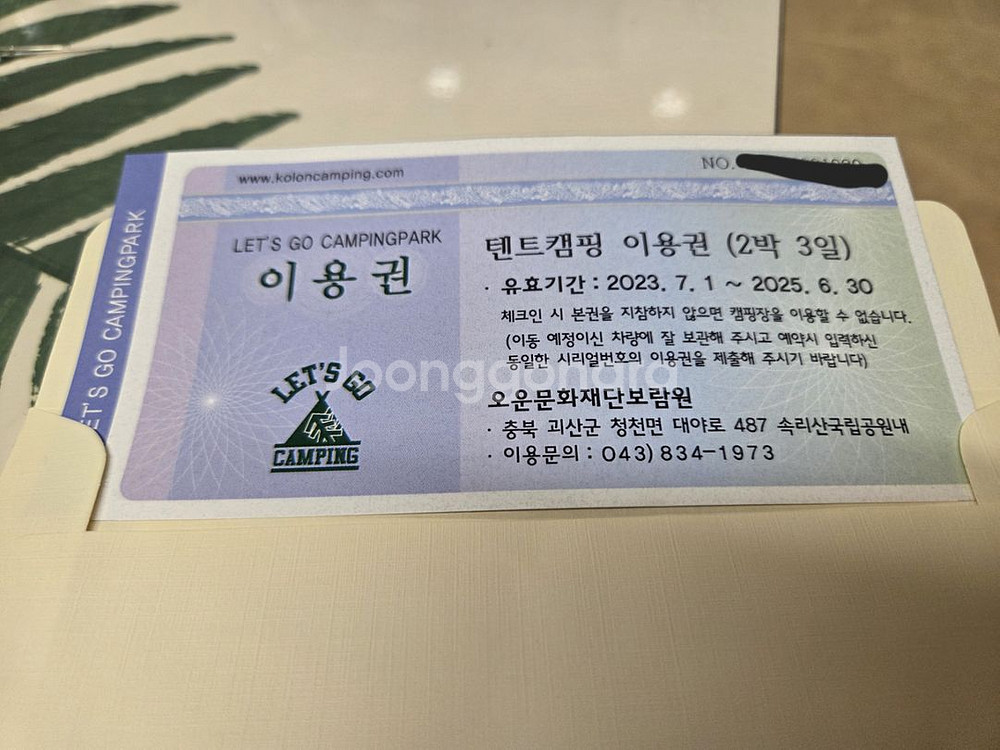 www.koloncamping.com
NO.
LET'S GO CAMPINGPARK
LET'S GO CAMPINGPARK
이용권
LET'S GO
CAMPING
텐트캠핑 이용권 (2박 3일)
· 유효기간 : 2023. 7. 1 ~ 2025. 6. 30
체크인 시 본권을 지참하지 않으면 캠핑장을 이용할 수 없습니다.
(이동 예정이신 차량에 잘 보관해 주시고 예약시 입력하신
동일한 시리얼번호의 이용권을 제출해 주시기 바랍니다)
오운문화재단보람원
· 충북 괴산군 청천면 대야로 487 속리산국립공원내
· 이용문의 : 043) 834-1973
joonggonara